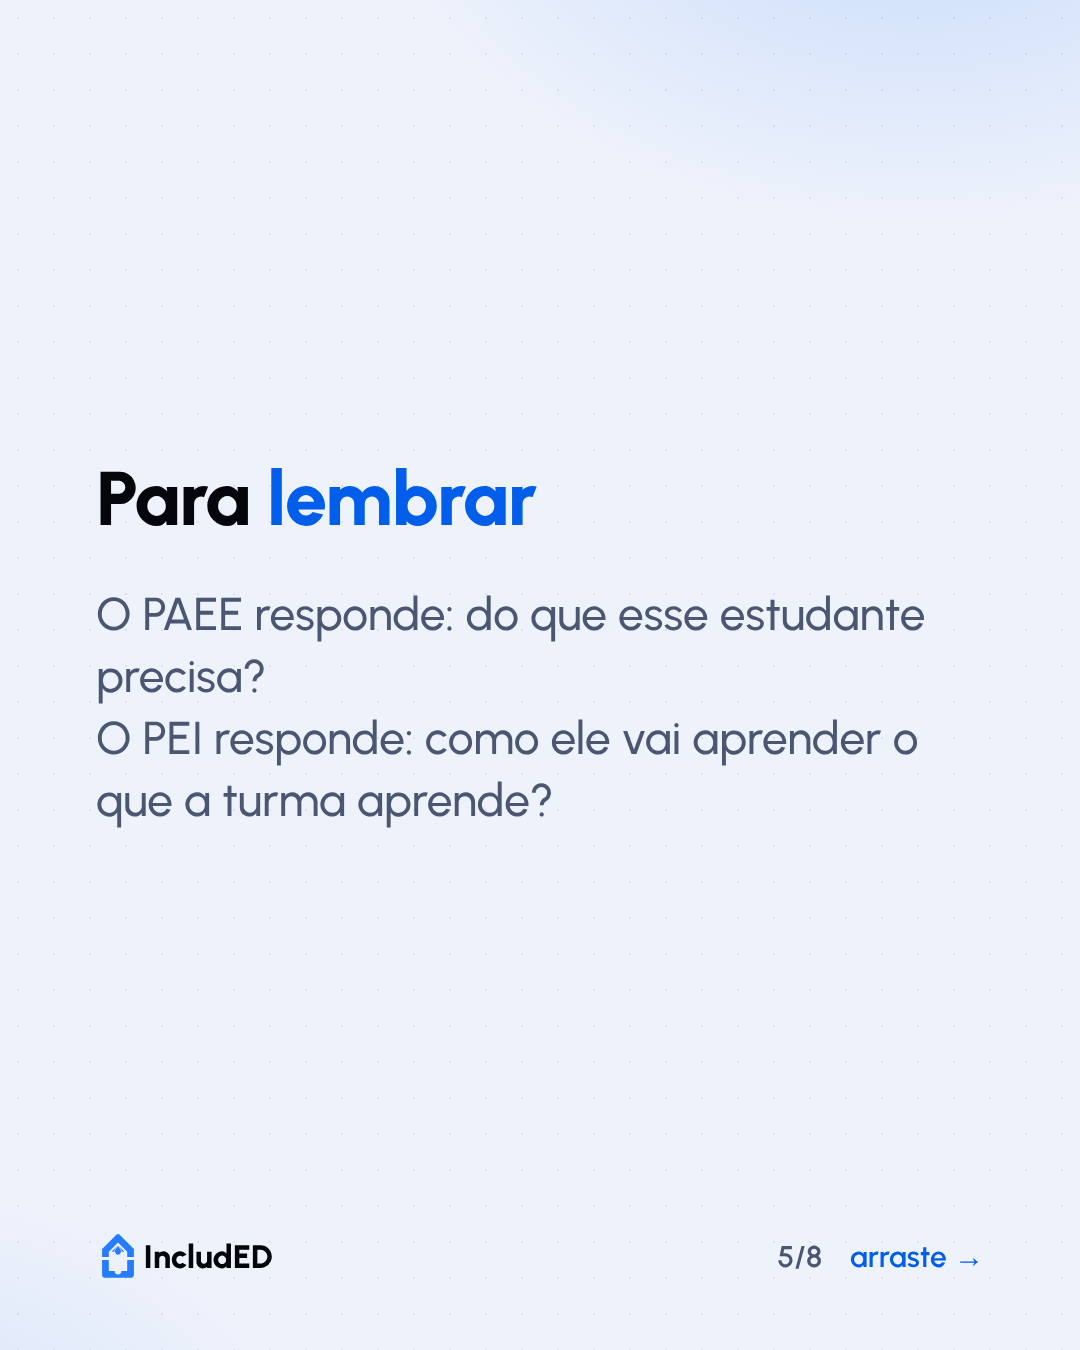 Para lembrar
O PAEE responde: do que esse estudante
precisa?
O PEI responde: como ele vai aprender o
que a turma aprende?
IncludED
5/8 arraste →